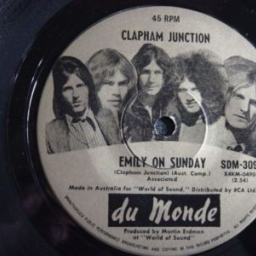 45 RPM
CLAPHAM JUNCTION
EMILY ON SUNDAY
SDM-309
(Clapham Junction) (Aust. Comp.)
Associated
(2.54)
Made in Australia for "World of Sound," Distributed by RCA Ltd
du Monde
Produced by Martin Erdman
at "World of Sound"